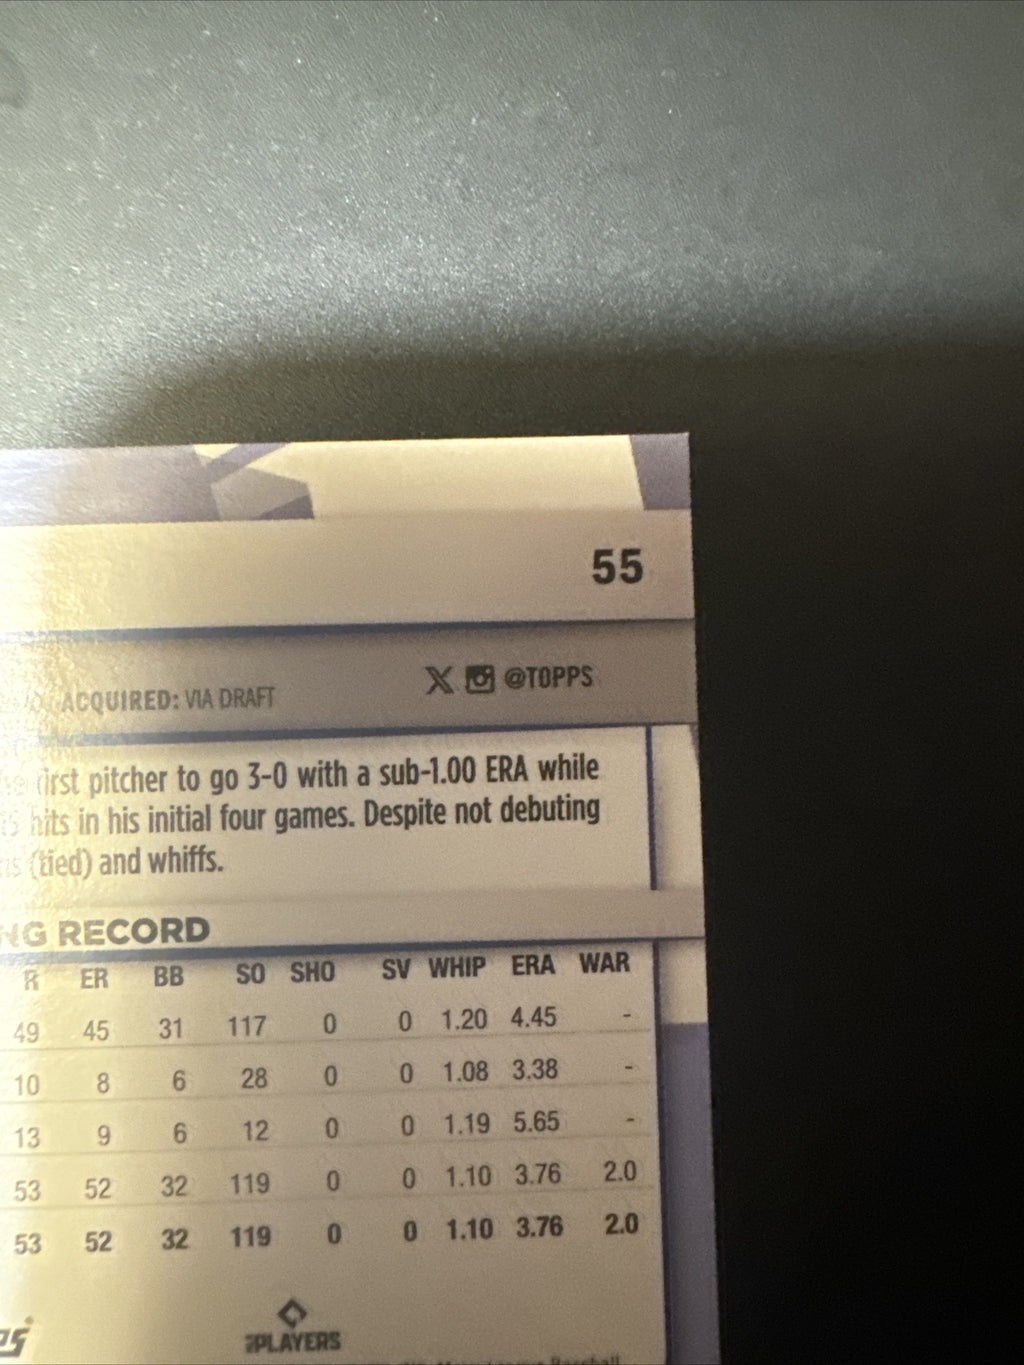 55
ACQUIRED: VIA DRAFT
X @TOPPS
first pitcher to go 3-0 with a sub-1.00 ERA while
hits in his initial four games. Despite not debuting
(tied) and whiffs.
NG RECORD
R ER BB SO SHO SV WHIP ERA WAR
49 45 31 117 0 0 1.20 4.45 -
10 8 6 28 0 0 1.08 3.38 -
13 9 6 12 0 0 1.19 5.65 -
53 52 32 119 0 0 1.10 3.76 2.0
53 52 32 119 0 0 1.10 3.76 2.0
PLAYERS